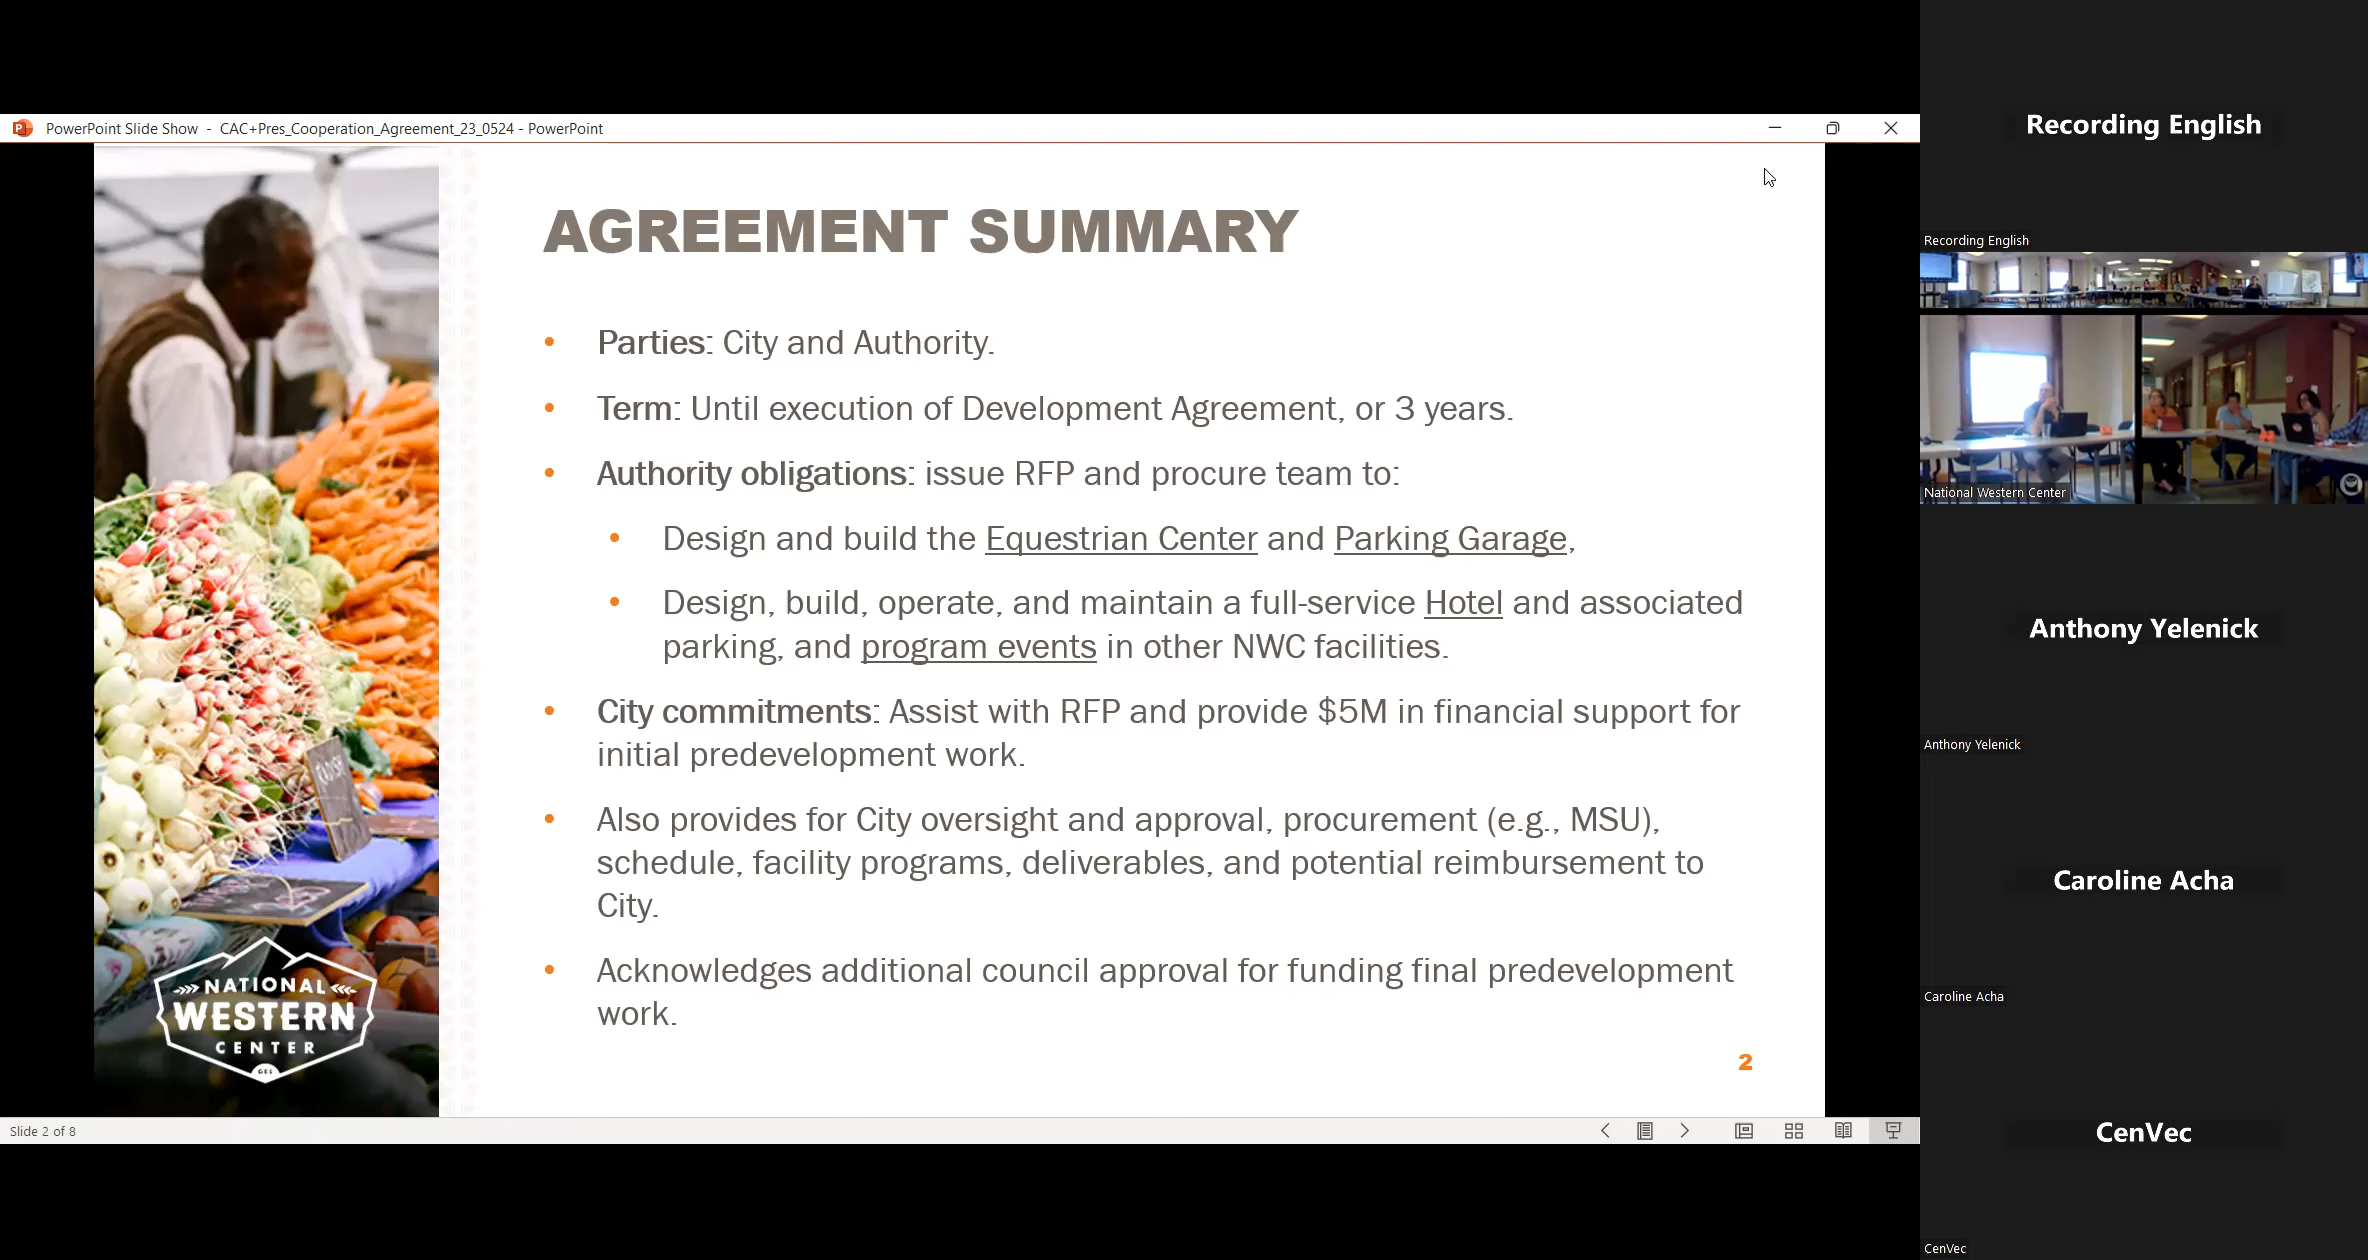 PowerPoint Slide Show - CAC+Pres_Cooperation_Agreement_23_0524 - PowerPoint
AGREEMENT SUMMARY
• Parties: City and Authority.
• Term: Until execution of Development Agreement, or 3 years.
• Authority obligations: issue RFP and procure team to:
• Design and build the Equestrian Center and Parking Garage,
• Design, build, operate, and maintain a full-service Hotel and associated
parking, and program events in other NWC facilities.
• City commitments: Assist with RFP and provide $5M in financial support for
initial predevelopment work.
• Also provides for City oversight and approval, procurement (e.g., MSU),
schedule, facility programs, deliverables, and potential reimbursement to
City.
• Acknowledges additional council approval for funding final predevelopment
work.
2
NATIONAL
WESTERN
CENTER
GES
Slide 2 of 8
Recording English
Recording English
National Western Center
Anthony Yelenick
Anthony Yelenick
Caroline Acha
Caroline Acha
CenVec
CenVec